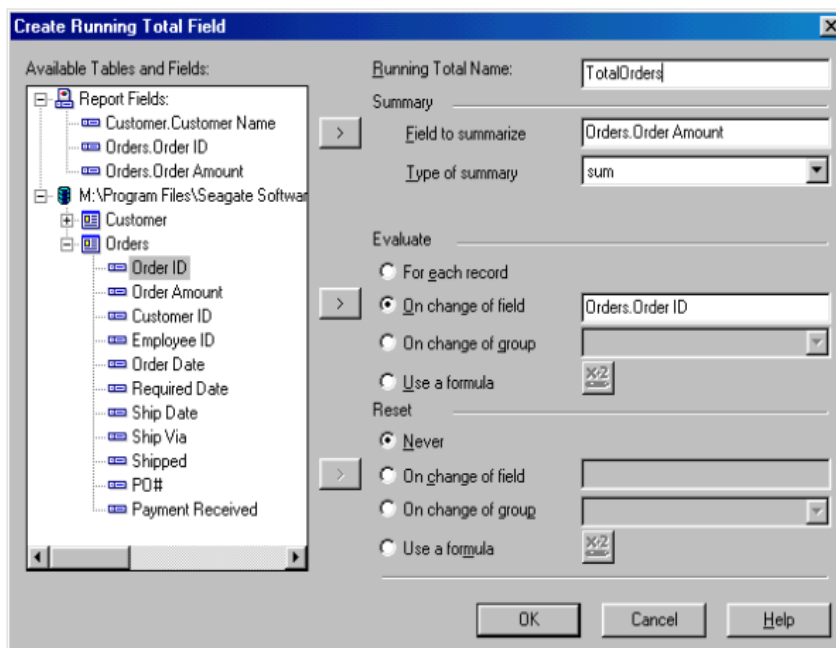 Create Running Total Field
Available Tables and Fields:
Report Fields:
Customer.Customer Name
Orders.Order ID
Orders.Order Amount
M:\Program Files\Seagate Softwar
Customer
Orders
Order ID
Order Amount
Customer ID
Employee ID
Order Date
Required Date
Ship Date
Ship Via
Shipped
PO#
Payment Received
>
>
>
Running Total Name: TotalOrders
Summary
Field to summarize Orders.Order Amount
Type of summary sum
Evaluate
For each record
On change of field Orders.Order ID
On change of group
Use a formula X·2
Reset
Never
On change of field
On change of group
Use a formula X·2
OK Cancel Help